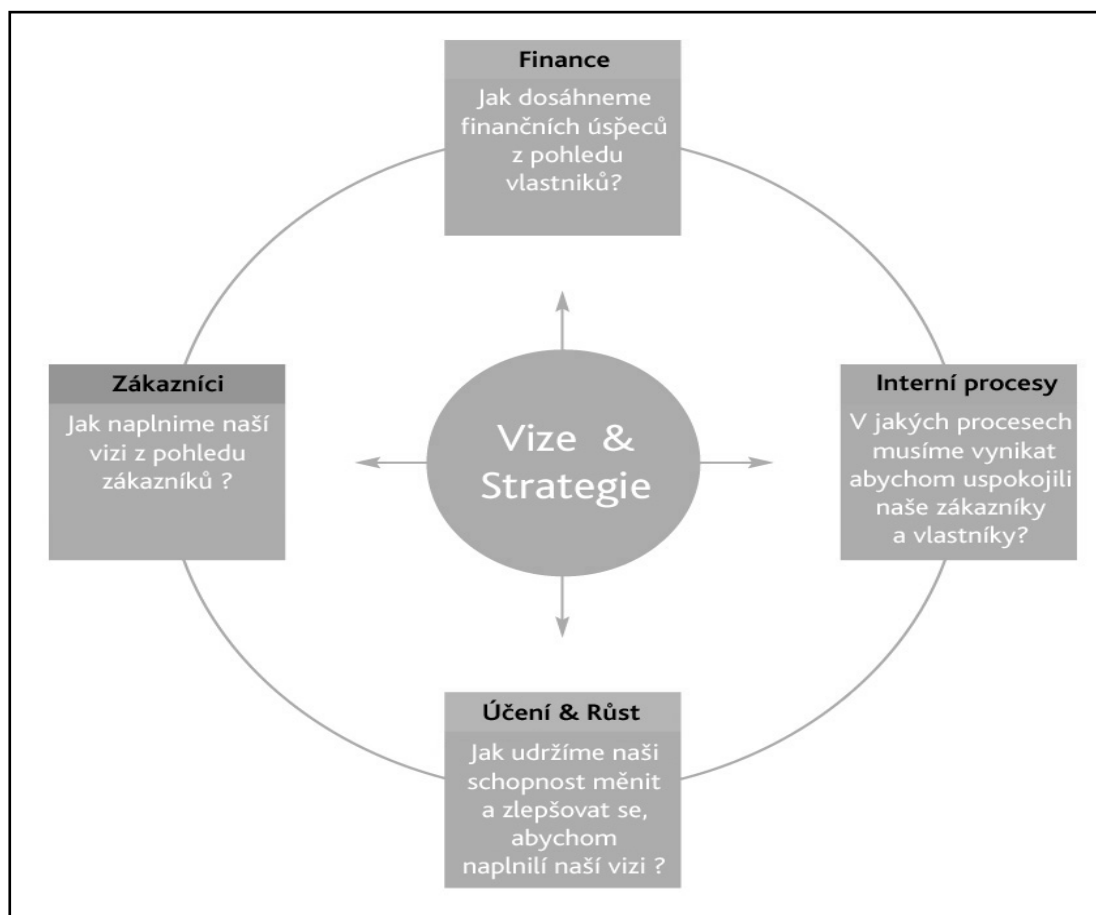 Finance
Jak dosáhneme
finančních úspěců
z pohledu
vlastniků?
Zákazníci
Jak naplnime naší
vizi z pohledu
zákazníků ?
Vize &
Strategie
Interní procesy
V jakých procesech
musíme vynikat
abychom uspokojili
naše zákazníky
a vlastníky?
Účení & Růst
Jak udržíme naši
schopnost měnit
a zlepšovat se,
abychom
naplnilí naší vizi ?